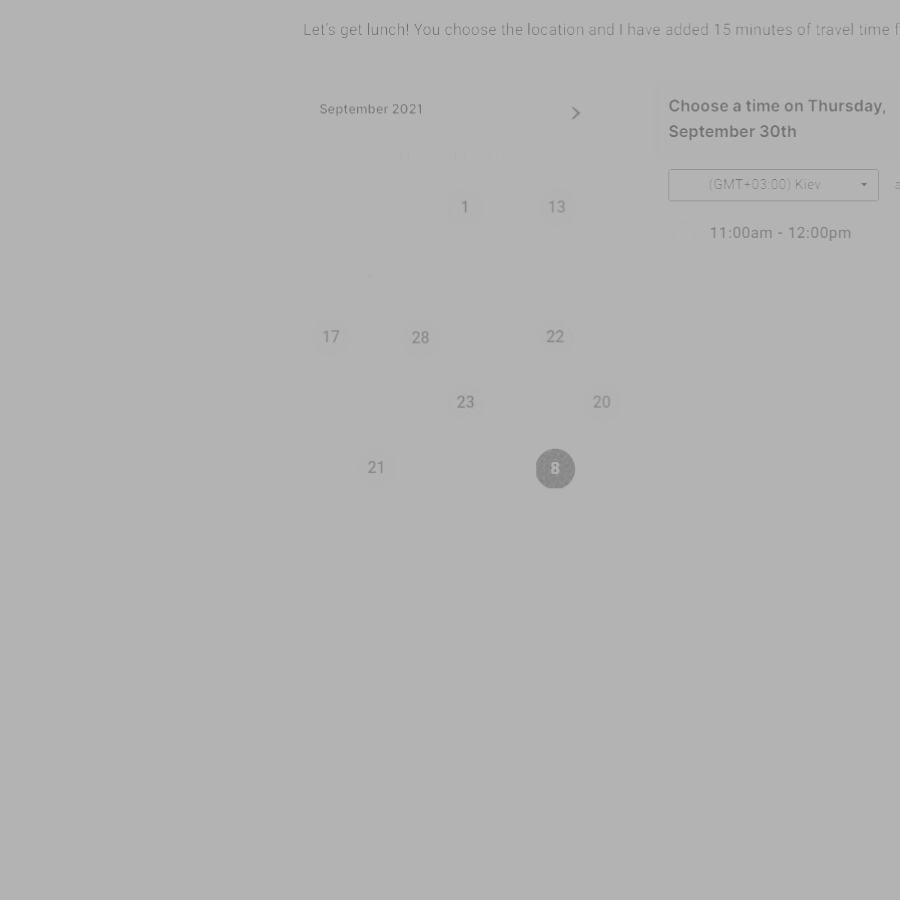 Let's get lunch! You choose the location and I have added 15 minutes of travel time
September 2021
Choose a time on Thursday,
September 30th
(GMT+03:00) Kiev
1 13
11:00am - 12:00pm
17 28 22
23 20
21 8